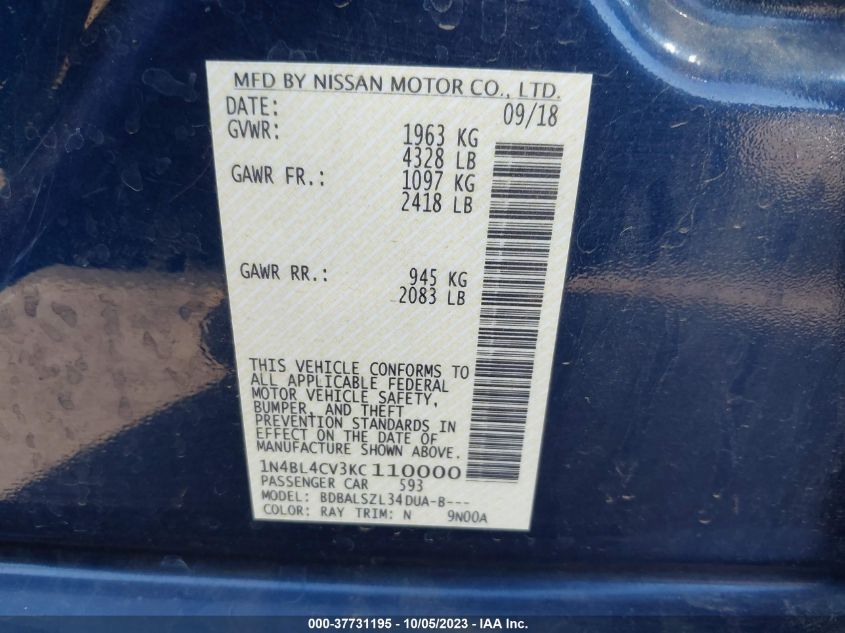 MFD BY NISSAN MOTOR CO., LTD.
DATE: 09/18
GVWR: 1963 KG
4328 LB
GAWR FR.: 1097 KG
2418 LB
GAWR RR.: 945 KG
2083 LB
THIS VEHICLE CONFORMS TO
ALL APPLICABLE FEDERAL
MOTOR VEHICLE SAFETY,
BUMPER, AND THEFT
PREVENTION STANDARDS IN
EFFECT ON THE DATE OF
MANUFACTURE SHOWN ABOVE.
1N4BL4CV3KC110000
PASSENGER CAR 593
MODEL: BDBALSZL34DUA-B---
COLOR: RAY TRIM: N 9N00A
000-37731195 - 10/05/2023 - IAA Inc.